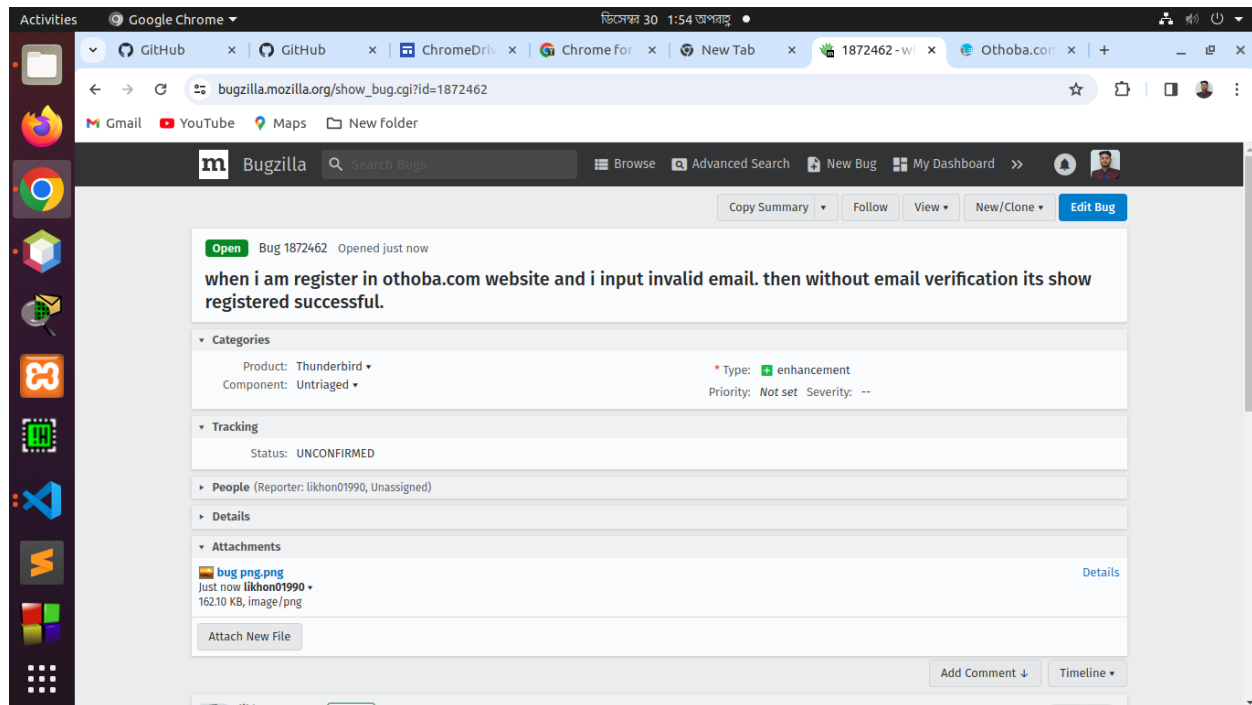 Activities Google Chrome ডিসেম্বর 30 1:54 অপরাহ্ণ
GitHub GitHub ChromeDriv Chrome for New Tab 1872462 - w Othoba.com
bugzilla.mozilla.org/show_bug.cgi?id=1872462
Gmail YouTube Maps New folder
m Bugzilla Search Bugs Browse Advanced Search New Bug My Dashboard »
Copy Summary Follow View New/Clone Edit Bug
Open Bug 1872462 Opened just now
when i am register in othoba.com website and i input invalid email. then without email verification its show
registered successful.
Categories
Product: Thunderbird
* Type: enhancement
Component: Untriaged
Priority: Not set Severity: --
Tracking
Status: UNCONFIRMED
People (Reporter: likhon01990, Unassigned)
Details
Attachments
bug png.png Details
Just now likhon01990
162.10 KB, image/png
Attach New File
Add Comment ↓ Timeline